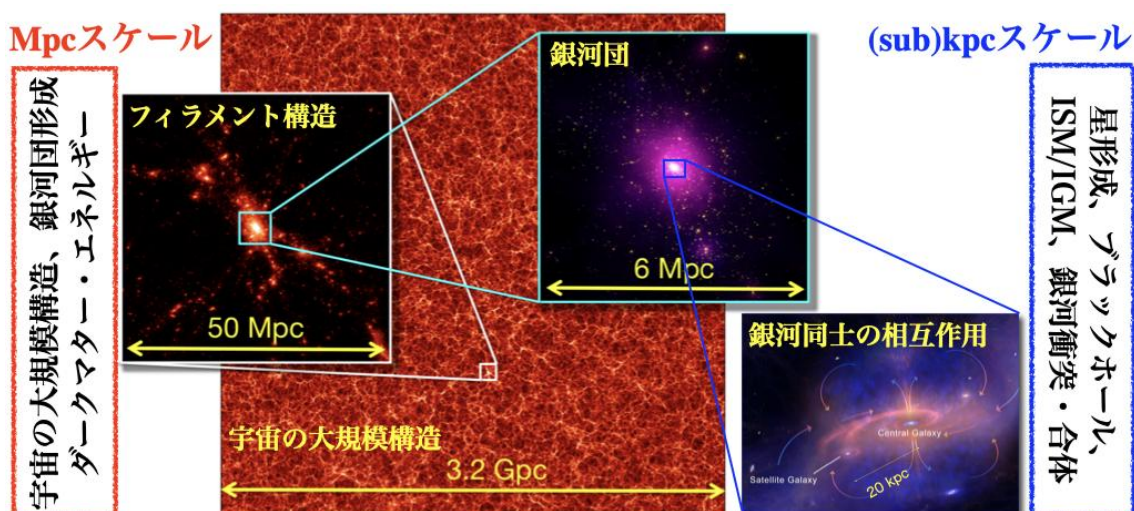 Mpcスケール
宇宙の大規模構造、銀河団形成
ダークマター・エネルギー
フィラメント構造
50 Mpc
宇宙の大規模構造
3.2 Gpc
銀河団
6 Mpc
銀河同士の相互作用
Central Galaxy
Satellite Galaxy
20 kpc
(sub)kpcスケール
星形成、ブラックホール、
ISM/IGM、銀河衝突・合体